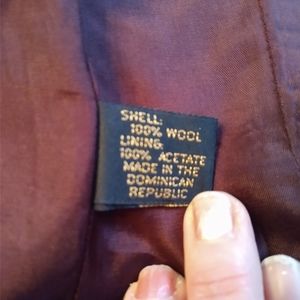 SHELL:
100% WOOL
LINING:
100% ACETATE
MADE IN THE
DOMINICAN
REPUBLIC